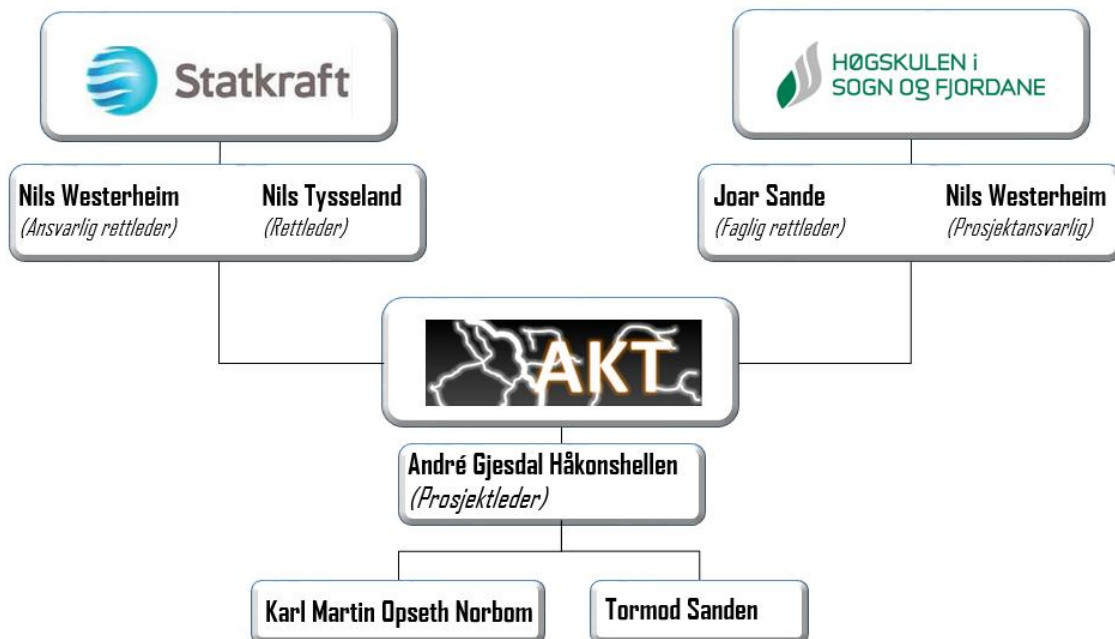 Statkraft
HØGSKULEN i
SOGN OG FJORDANE
Nils Westerheim
(Ansvarlig rettleder)
Nils Tysseland
(Rettleder)
Joar Sande
(Faglig rettleder)
Nils Westerheim
(Prosjektansvarlig)
AKT
André Gjesdal Håkonshellen
(Prosjektleder)
Karl Martin Opseth Norbom
Tormod Sanden